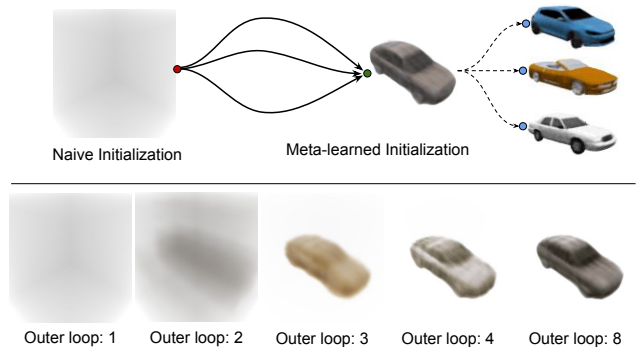 Naive Initialization
Meta-learned Initialization
Outer loop: 1
Outer loop: 2
Outer loop: 3
Outer loop: 4
Outer loop: 8